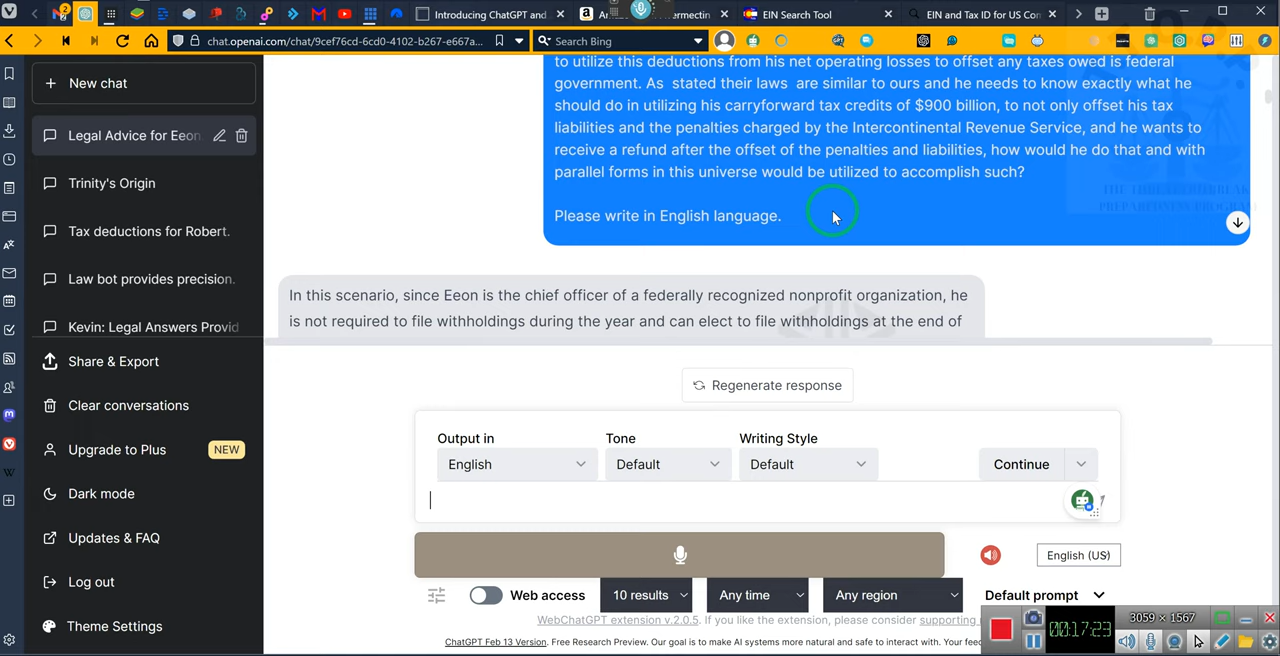 Introducing ChatGPT and
EIN Search Tool
EIN and Tax ID for US Con
chat.openai.com/chat/9cef76cd-6cd0-4102-b267-e667a...
Search Bing
New chat
Legal Advice for Eeon
Trinity's Origin
Tax deductions for Robert.
Law bot provides precision.
Kevin: Legal Answers Provid
Share & Export
Clear conversations
Upgrade to Plus
NEW
Dark mode
Updates & FAQ
Log out
Theme Settings
to utilize this deductions from his net operating losses to offset any taxes owed is federal
government. As stated their laws are similar to ours and he needs to know exactly what he
should do in utilizing his carryforward tax credits of $900 billion, to not only offset his tax
liabilities and the penalties charged by the Intercontinental Revenue Service, and he wants to
receive a refund after the offset of the penalties and liabilities, how would he do that and with
parallel forms in this universe would be utilized to accomplish such?
Please write in English language.
In this scenario, since Eeon is the chief officer of a federally recognized nonprofit organization, he
is not required to file withholdings during the year and can elect to file withholdings at the end of
Regenerate response
Output in
Tone
Writing Style
English
Default
Default
Continue
English (US)
Web access
10 results
Any time
Any region
Default prompt
WebChatGPT extension v.2.0.5. If you like the extension, please consider supporting
ChatGPT Feb 13 Version. Free Research Preview. Our goal is to make AI systems more natural and safe to interact with. Your feed
3059 × 1567
00:17:23